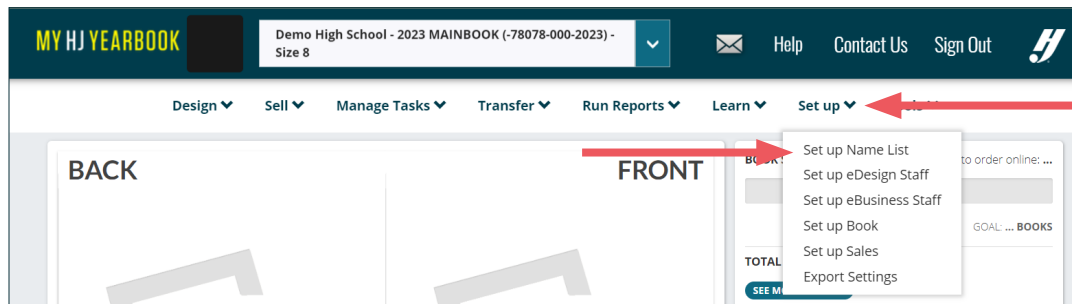 MY HJ YEARBOOK
Demo High School - 2023 MAINBOOK (-78078-000-2023) -
Size 8
Help Contact Us Sign Out
Design Sell Manage Tasks Transfer Run Reports Learn Set up
BACK FRONT
Set up Name List
to order online: ...
Set up eDesign Staff
Set up eBusiness Staff
Set up Book
GOAL: ... BOOKS
Set up Sales
TOTAL
Export Settings
SEE